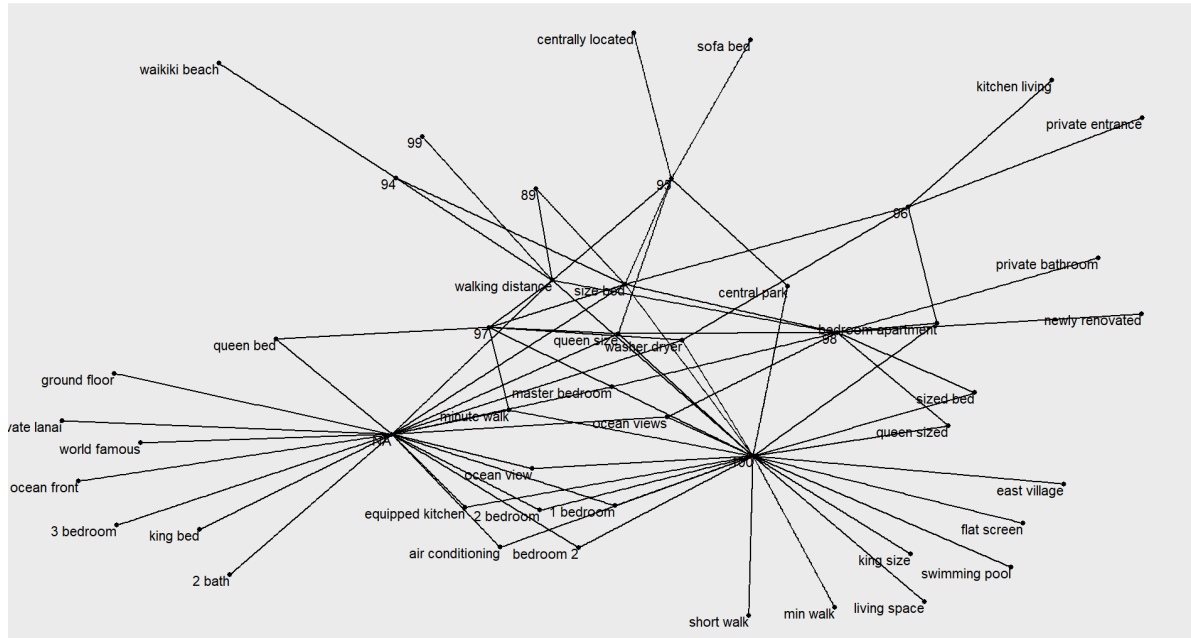 centrally located
sofa bed
waikiki beach
kitchen living
private entrance
99
94
89
93
96
private bathroom
walking distance
size bed
central park
newly renovated
queen bed
97
queen size
washer dryer
98
bedroom apartment
ground floor
master bedroom
sized bed
minute walk
ocean views
queen sized
vate lanai
world famous
NA
100
ocean view
ocean front
east village
equipped kitchen
2 bedroom
1 bedroom
3 bedroom
king bed
flat screen
air conditioning
bedroom 2
king size
swimming pool
2 bath
living space
min walk
short walk